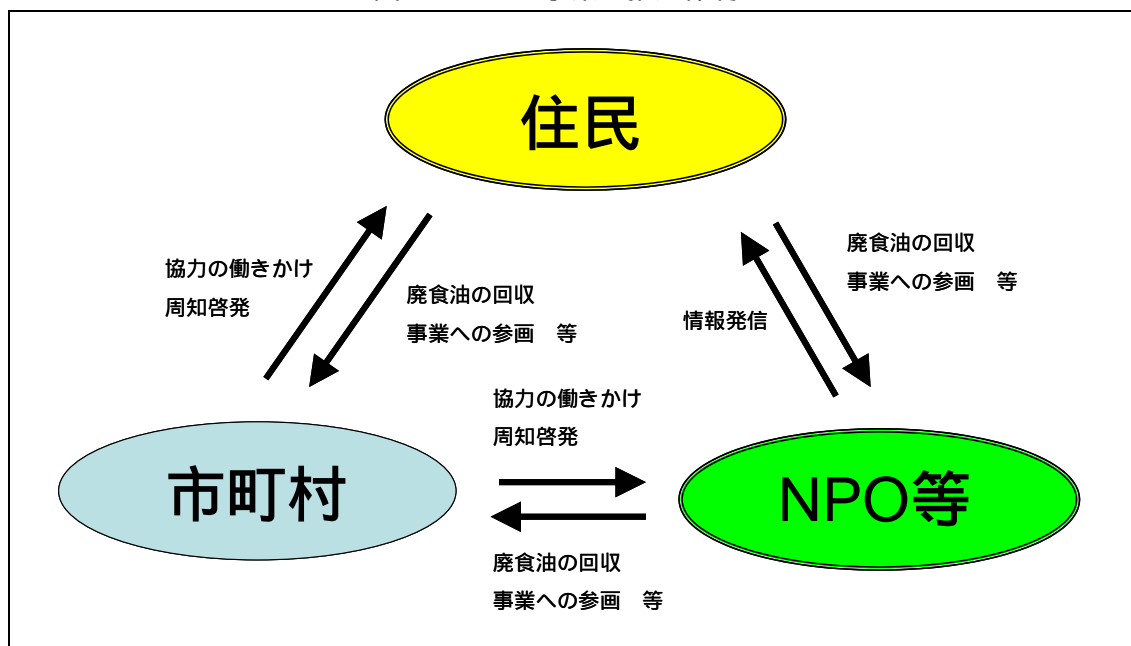 住民
協力の働きかけ
周知啓発
廃食油の回収
事業への参画　等
情報発信
廃食油の回収
事業への参画　等
協力の働きかけ
周知啓発
市町村
NPO等
廃食油の回収
事業への参画　等